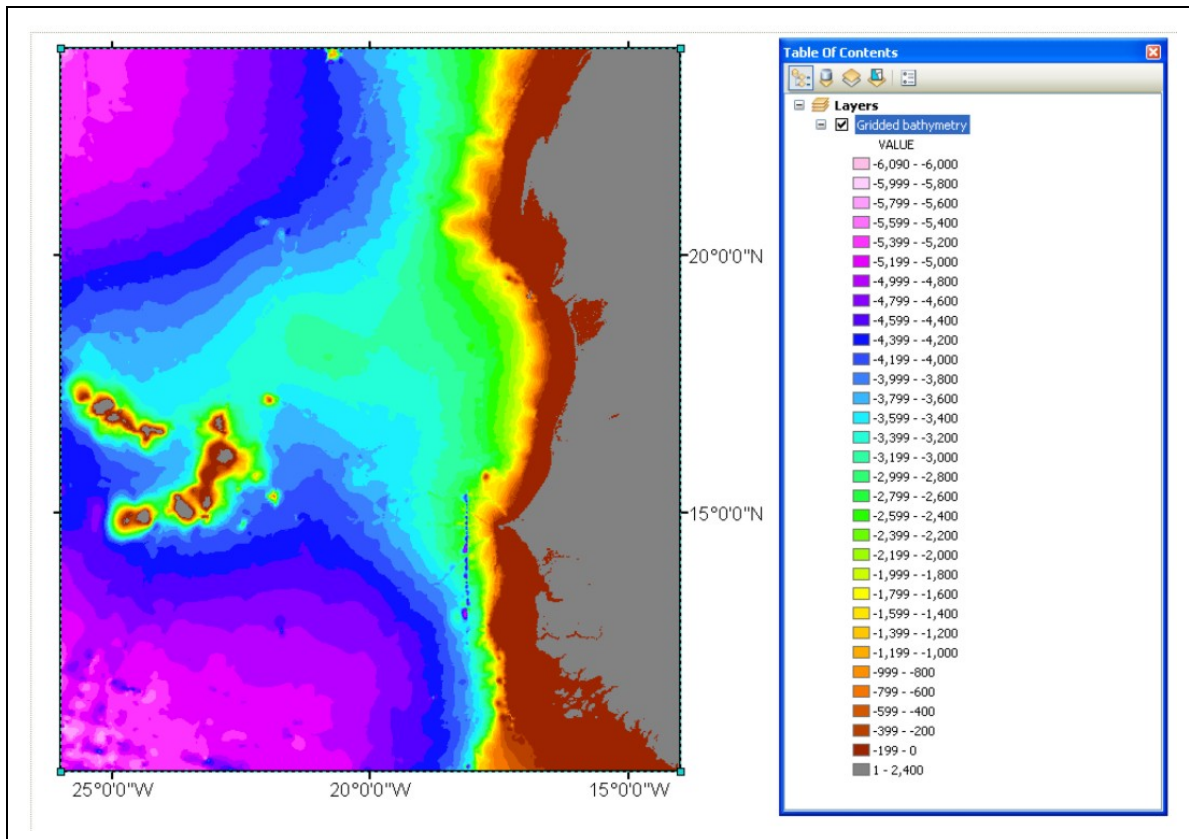 Table Of Contents
Layers
Gridded bathymetry
VALUE
-6,090 - -6,000
-5,999 - -5,800
-5,799 - -5,600
-5,599 - -5,400
-5,399 - -5,200
-5,199 - -5,000
-4,999 - -4,800
-4,799 - -4,600
-4,599 - -4,400
-4,399 - -4,200
-4,199 - -4,000
-3,999 - -3,800
-3,799 - -3,600
-3,599 - -3,400
-3,399 - -3,200
-3,199 - -3,000
-2,999 - -2,800
-2,799 - -2,600
-2,599 - -2,400
-2,399 - -2,200
-2,199 - -2,000
-1,999 - -1,800
-1,799 - -1,600
-1,599 - -1,400
-1,399 - -1,200
-1,199 - -1,000
-999 - -800
-799 - -600
-599 - -400
-399 - -200
-199 - 0
1 - 2,400
20°0'0"N
15°0'0"N
25°0'0"W
20°0'0"W
15°0'0"W